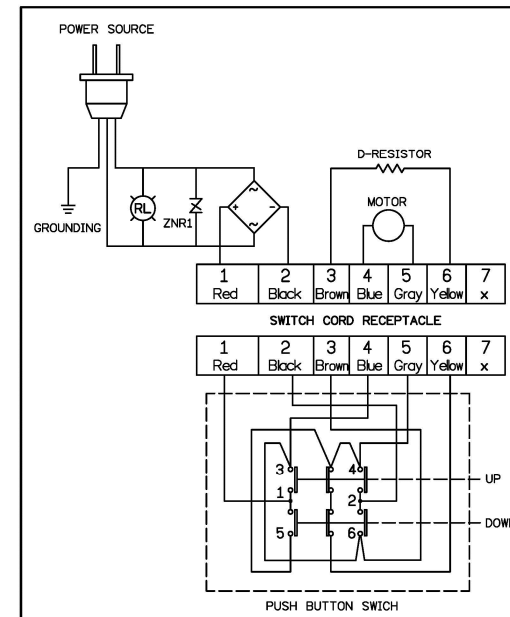 POWER SOURCE
D-RESISTOR
MOTOR
RL
ZNR1
GROUNDING
~
+ -
~
1 2 3 4 5 6 7
Red Black Brown Blue Gray Yellow x
SWITCH CORD RECEPTACLE
1 2 3 4 5 6 7
Red Black Brown Blue Gray Yellow x
3 4
UP
1 2
DOWN
5 6
PUSH BUTTON SWICH